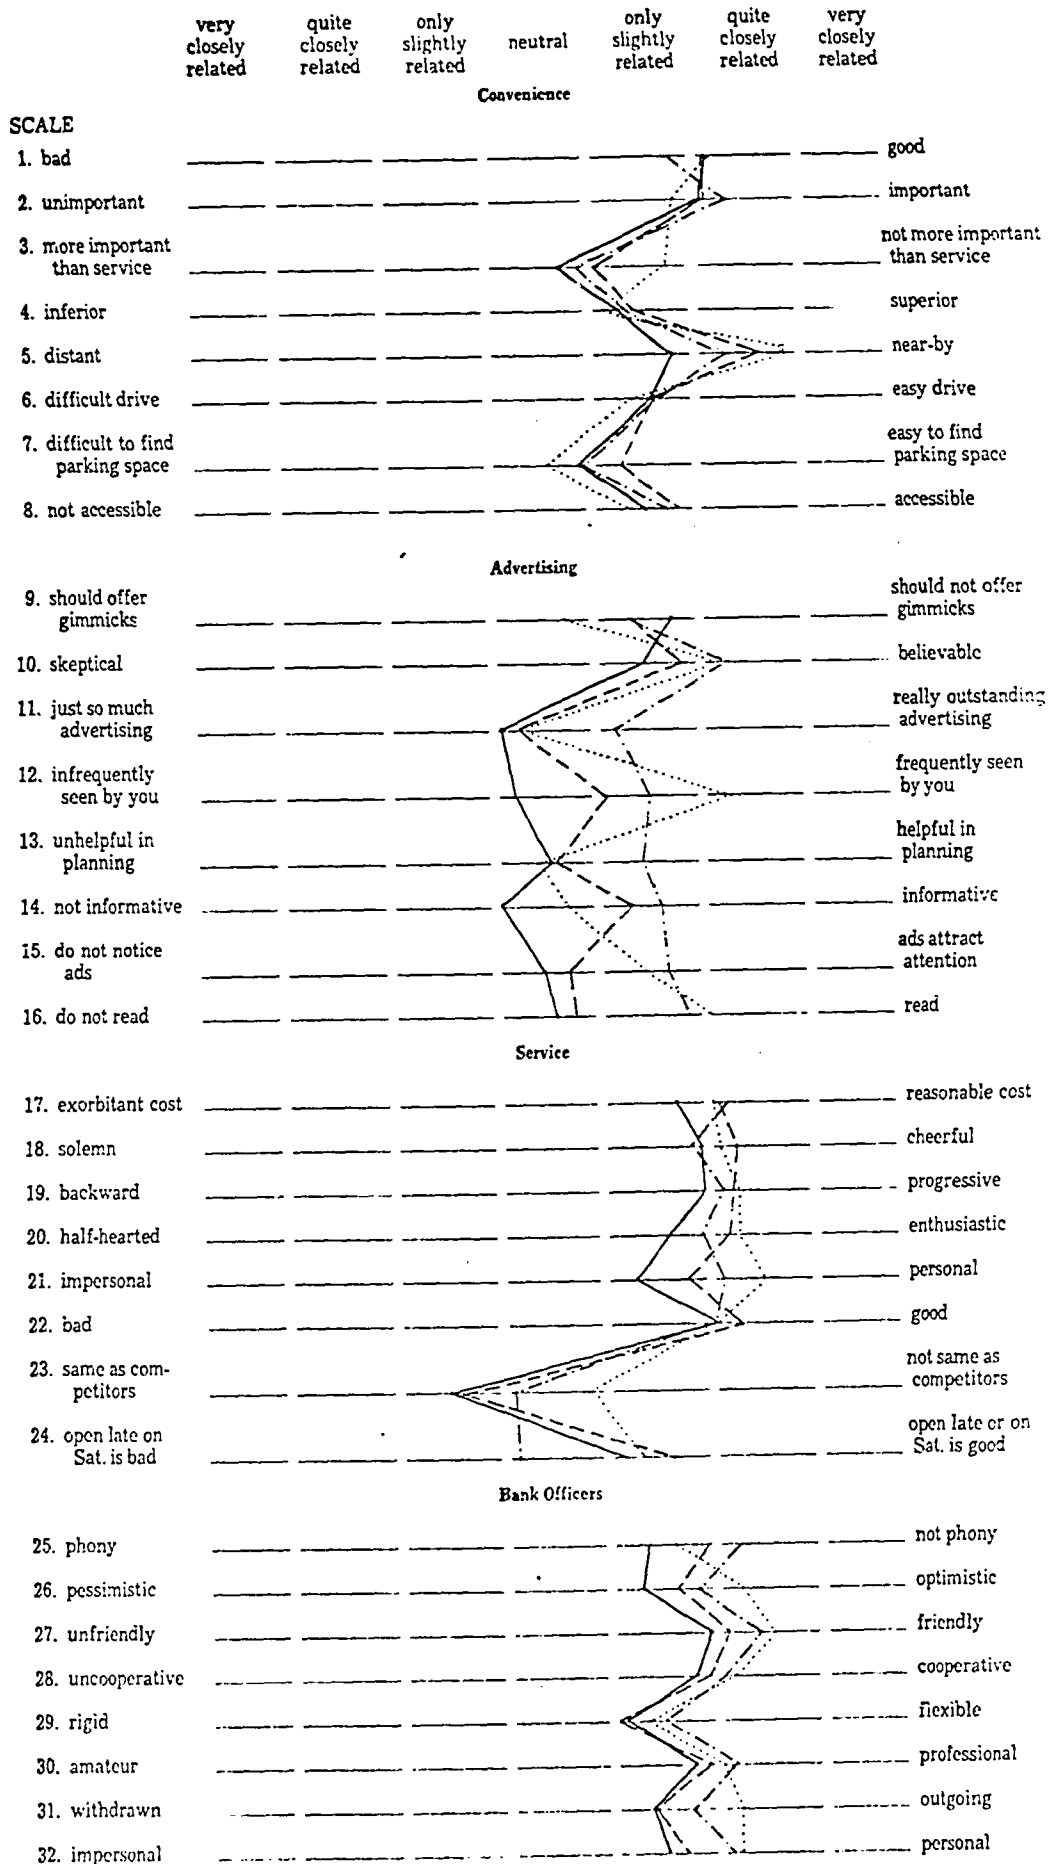 very quite only neutral only quite very
closely closely slightly slightly closely closely
related related related related related related
Convenience
SCALE
1. bad good
2. unimportant important
3. more important not more important
than service than service
4. inferior superior
5. distant near-by
6. difficult drive easy drive
7. difficult to find easy to find
parking space parking space
8. not accessible accessible
Advertising
9. should offer should not offer
gimmicks gimmicks
10. skeptical believable
11. just so much really outstanding
advertising advertising
12. infrequently frequently seen
seen by you by you
13. unhelpful in helpful in
planning planning
14. not informative informative
15. do not notice ads attract
ads attention
16. do not read read
Service
17. exorbitant cost reasonable cost
18. solemn cheerful
19. backward progressive
20. half-hearted enthusiastic
21. impersonal personal
22. bad good
23. same as com- not same as
petitors competitors
24. open late on open late or on
Sat. is bad Sat. is good
Bank Officers
25. phony not phony
26. pessimistic optimistic
27. unfriendly friendly
28. uncooperative cooperative
29. rigid flexible
30. amateur professional
31. withdrawn outgoing
32. impersonal personal